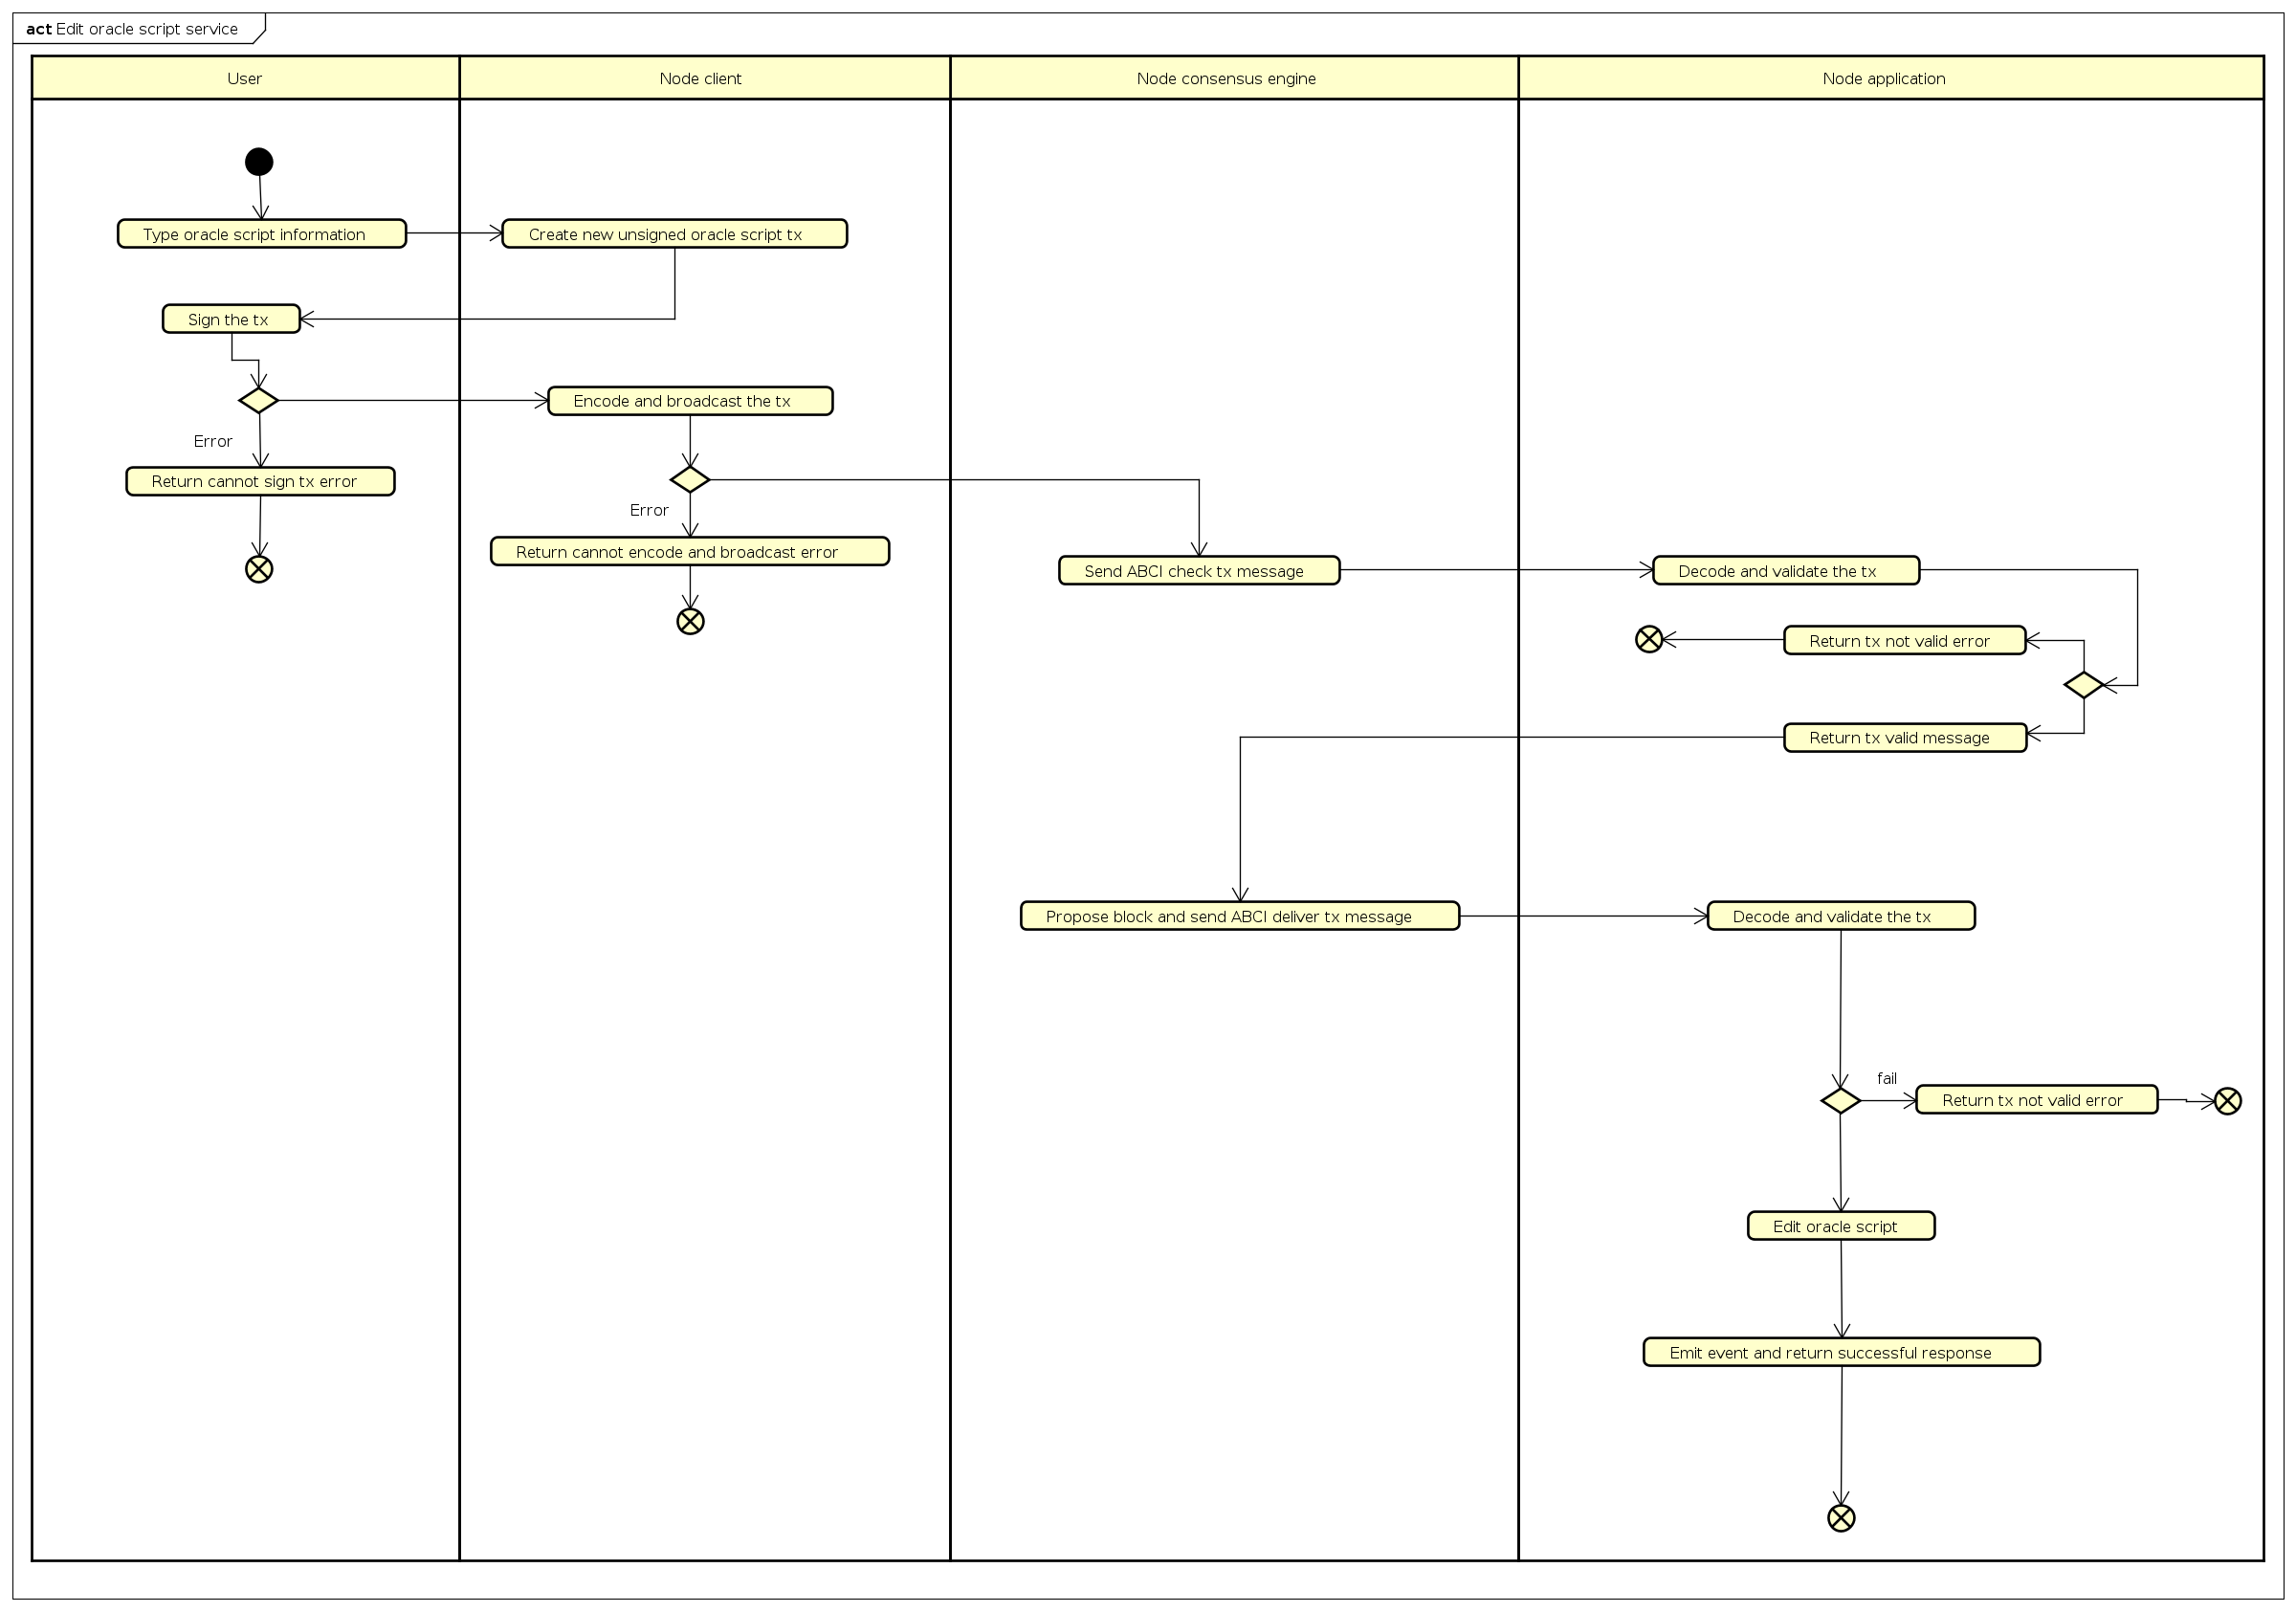 act Edit oracle script service
User
Node client
Node consensus engine
Node application
Type oracle script information
Create new unsigned oracle script tx
Sign the tx
Encode and broadcast the tx
Error
Return cannot sign tx error
Error
Return cannot encode and broadcast error
Send ABCI check tx message
Decode and validate the tx
Return tx not valid error
Return tx valid message
Propose block and send ABCI deliver tx message
Decode and validate the tx
fail
Return tx not valid error
Edit oracle script
Emit event and return successful response